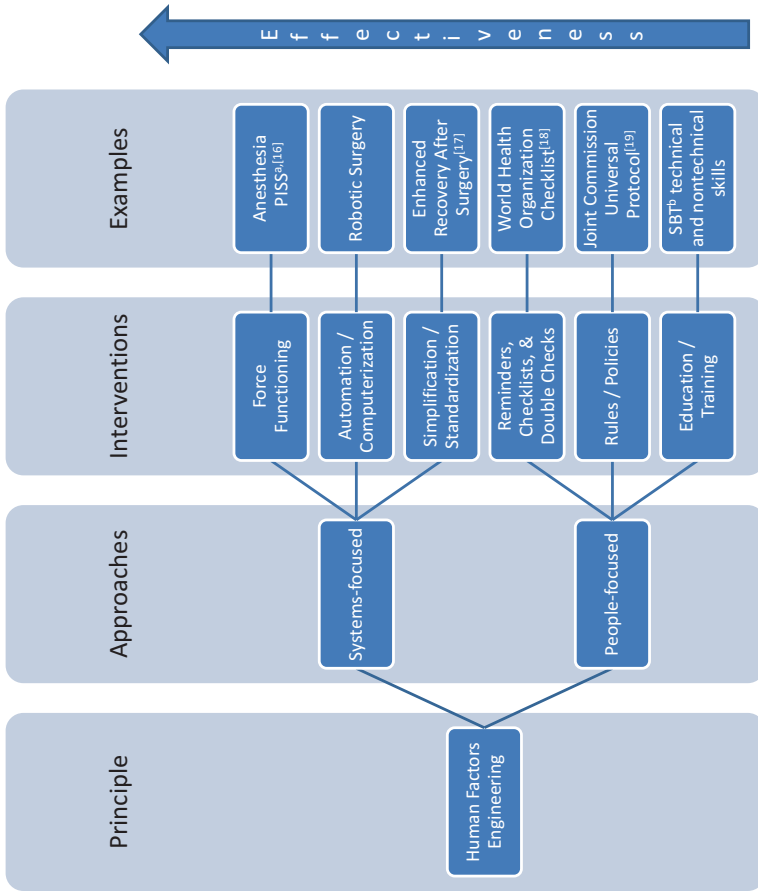 Principle
Human Factors
Engineering
Approaches
Systems-focused
People-focused
Interventions
Force
Functioning
Automation /
Computerization
Simplification /
Standardization
Reminders,
Checklists, &
Double Checks
Rules / Policies
Education /
Training
Examples
Anesthesia
PISSᵃ,[16]
Robotic Surgery
Enhanced
Recovery After
Surgery[17]
World Health
Organization
Checklist[18]
Joint Commission
Universal
Protocol[19]
SBTᵇ technical
and nontechnical
skills
Effectiveness